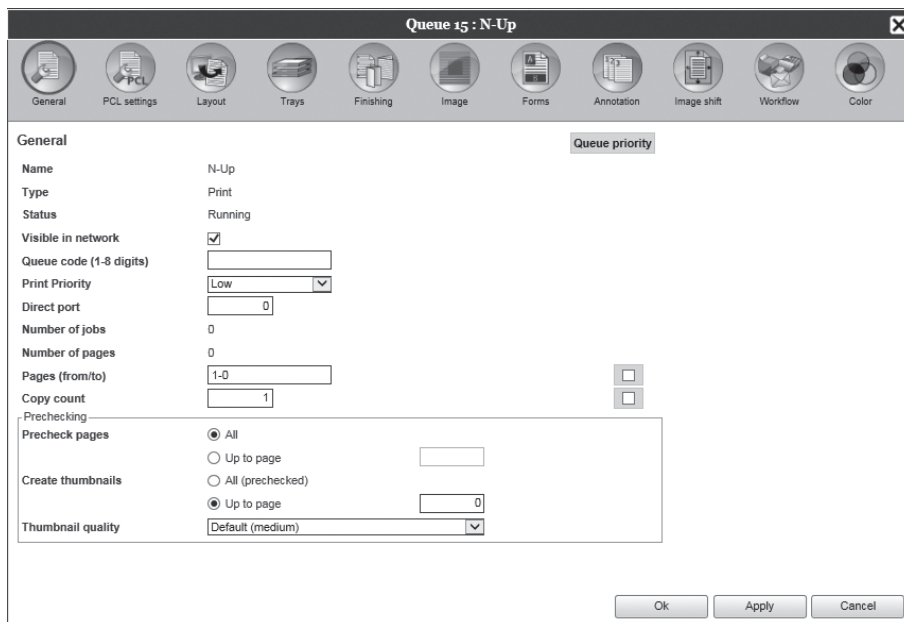 Queue 15 : N-Up
General PCL settings Layout Trays Finishing Image Forms Annotation Image shift Workflow Color
General Queue priority
Name N-Up
Type Print
Status Running
Visible in network
Queue code (1-8 digits)
Print Priority Low
Direct port 0
Number of jobs 0
Number of pages 0
Pages (from/to) 1-0
Copy count 1
Prechecking
Precheck pages All
Up to page
Create thumbnails All (prechecked)
Up to page 0
Thumbnail quality Default (medium)
Ok Apply Cancel